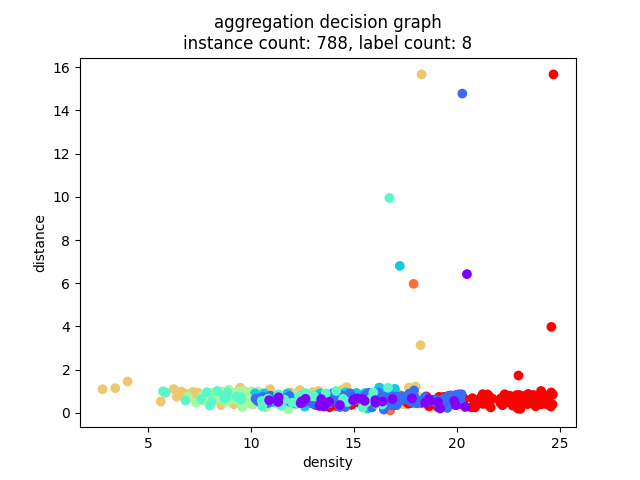 aggregation decision graph
instance count: 788, label count: 8
16
14
12
10
8
6
4
2
0
distance
5 10 15 20 25
density